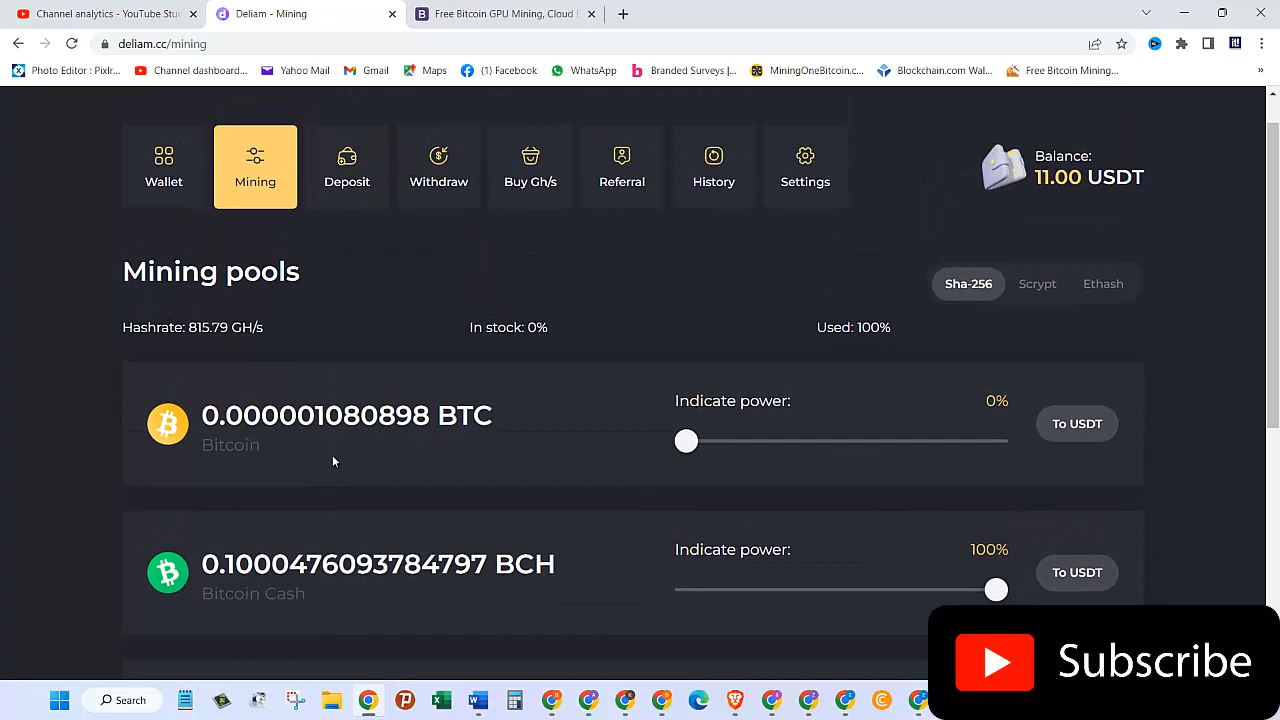 Channel analytics - YouTube Stu
Deliam - Mining
Free Bitcoin GPU Mining, Cloud
deliam.cc/mining
Photo Editor : Pixlr...
Channel dashboard...
Yahoo Mail
Gmail
Maps
(1) Facebook
WhatsApp
Branded Surveys |...
MiningOneBitcoin.c...
Blockchain.com Wal...
Free Bitcoin Mining,...
»
Wallet
Mining
Deposit
Withdraw
Buy Gh/s
Referral
History
Settings
Balance:
11.00 USDT
Mining pools
Sha-256
Scrypt
Ethash
Hashrate: 815.79 GH/s
In stock: 0%
Used: 100%
0.000001080898 BTC
Bitcoin
Indicate power:
0%
To USDT
0.1000476093784797 BCH
Bitcoin Cash
Indicate power:
100%
To USDT
Subscribe
Search